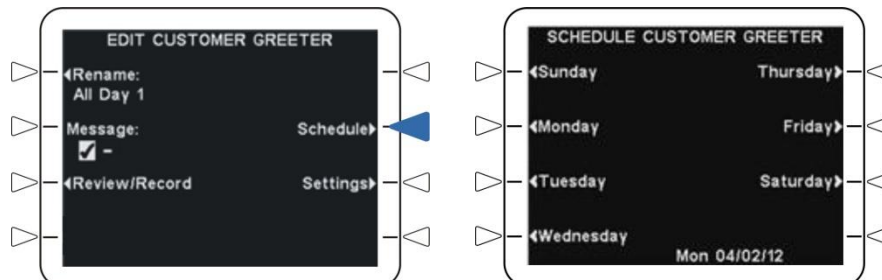 EDIT CUSTOMER GREETER
Rename:
All Day 1
Message:
Schedule
–
Review/Record
Settings
SCHEDULE CUSTOMER GREETER
Sunday
Thursday
Monday
Friday
Tuesday
Saturday
Wednesday
Mon 04/02/12